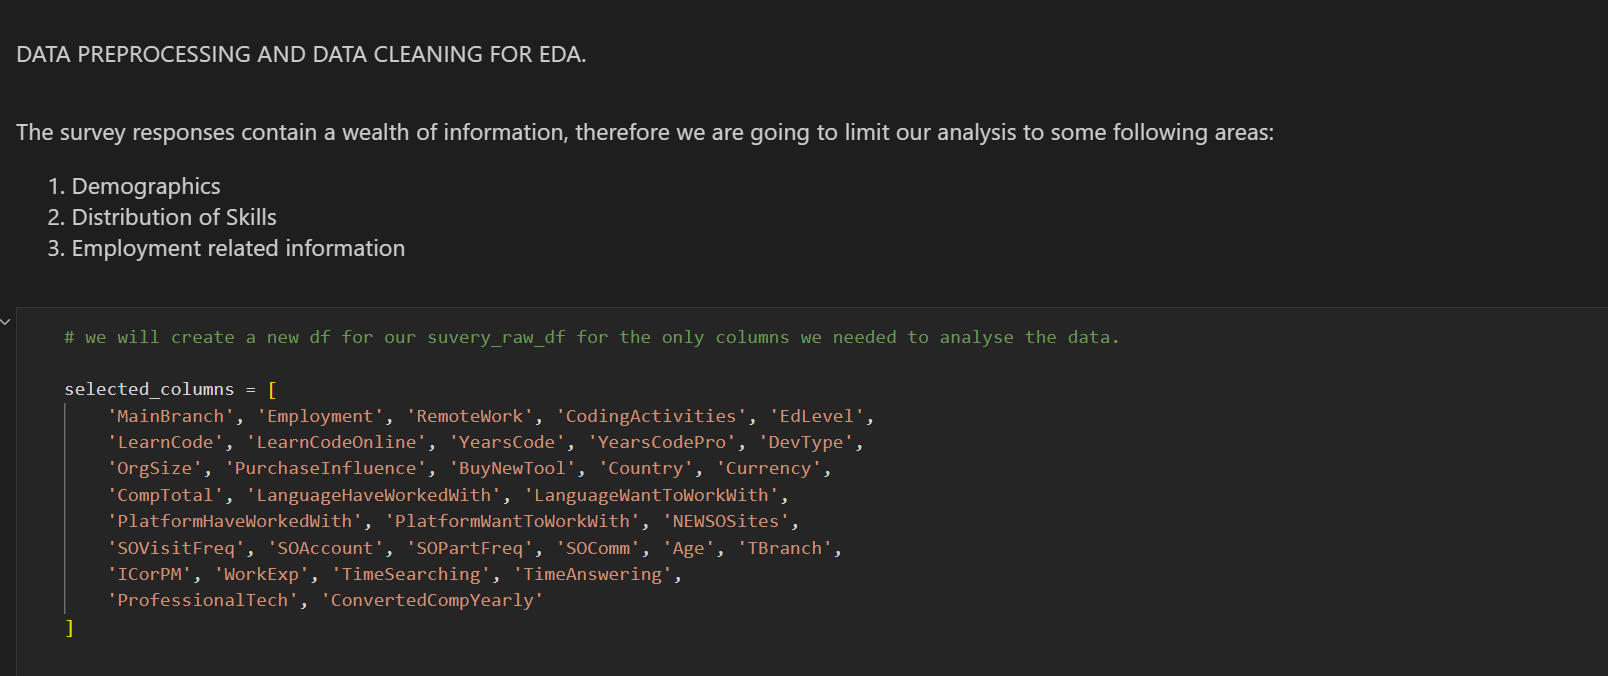 DATA PREPROCESSING AND DATA CLEANING FOR EDA.
The survey responses contain a wealth of information, therefore we are going to limit our analysis to some following areas:
1. Demographics
2. Distribution of Skills
3. Employment related information
# we will create a new df for our suvery_raw_df for the only columns we needed to analyse the data.
selected_columns = [
    'MainBranch', 'Employment', 'RemoteWork', 'CodingActivities', 'EdLevel',
    'LearnCode', 'LearnCodeOnline', 'YearsCode', 'YearsCodePro', 'DevType',
    'OrgSize', 'PurchaseInfluence', 'BuyNewTool', 'Country', 'Currency',
    'CompTotal', 'LanguageHaveWorkedWith', 'LanguageWantToWorkWith',
    'PlatformHaveWorkedWith', 'PlatformWantToWorkWith', 'NEWSOSites',
    'SOVisitFreq', 'SOAccount', 'SOPartFreq', 'SOComm', 'Age', 'TBranch',
    'ICorPM', 'WorkExp', 'TimeSearching', 'TimeAnswering',
    'ProfessionalTech', 'ConvertedCompYearly'
]